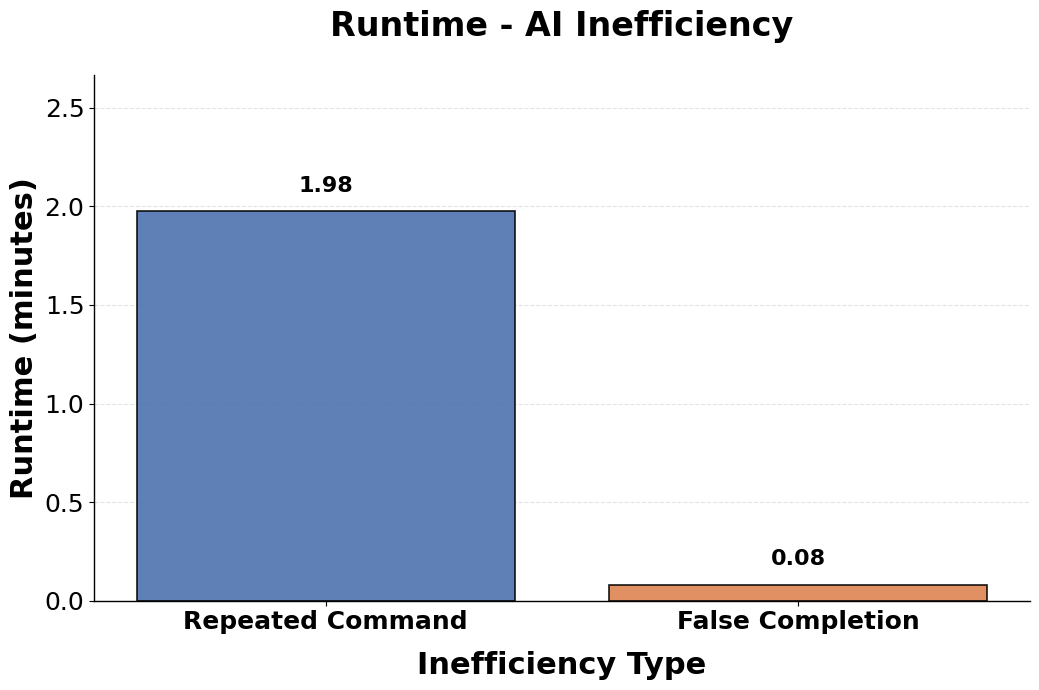 Runtime - AI Inefficiency
Runtime (minutes)
2.5
2.0
1.5
1.0
0.5
0.0
1.98
0.08
Repeated Command
False Completion
Inefficiency Type